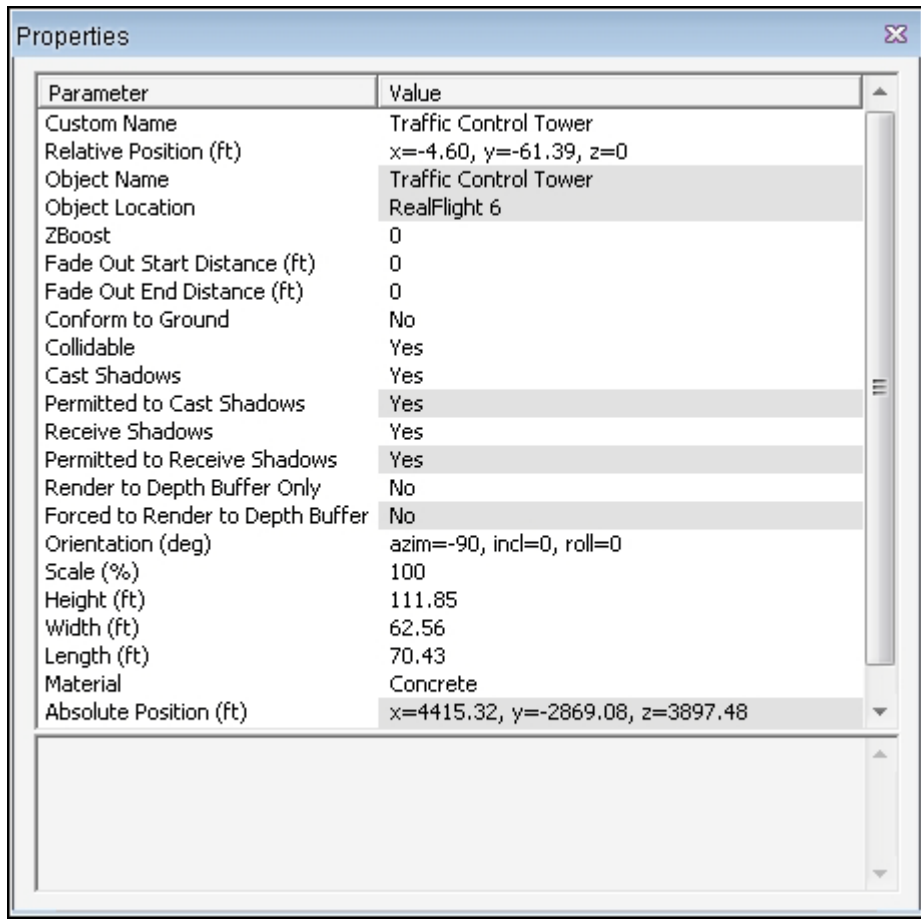 Properties
Parameter Value
Custom Name Traffic Control Tower
Relative Position (ft) x=-4.60, y=-61.39, z=0
Object Name Traffic Control Tower
Object Location RealFlight 6
ZBoost 0
Fade Out Start Distance (ft) 0
Fade Out End Distance (ft) 0
Conform to Ground No
Collidable Yes
Cast Shadows Yes
Permitted to Cast Shadows Yes
Receive Shadows Yes
Permitted to Receive Shadows Yes
Render to Depth Buffer Only No
Forced to Render to Depth Buffer No
Orientation (deg) azim=-90, incl=0, roll=0
Scale (%) 100
Height (ft) 111.85
Width (ft) 62.56
Length (ft) 70.43
Material Concrete
Absolute Position (ft) x=4415.32, y=-2869.08, z=3897.48